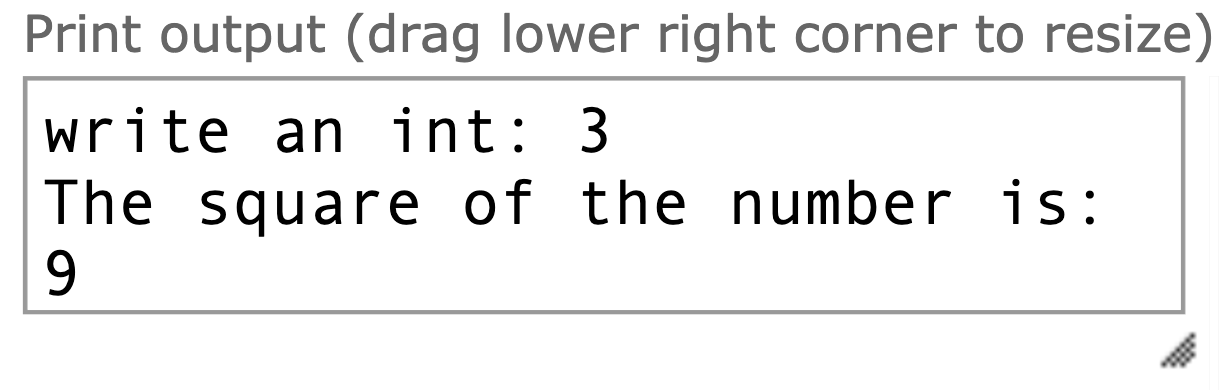 Print output (drag lower right corner to resize)
write an int: 3
The square of the number is:
9